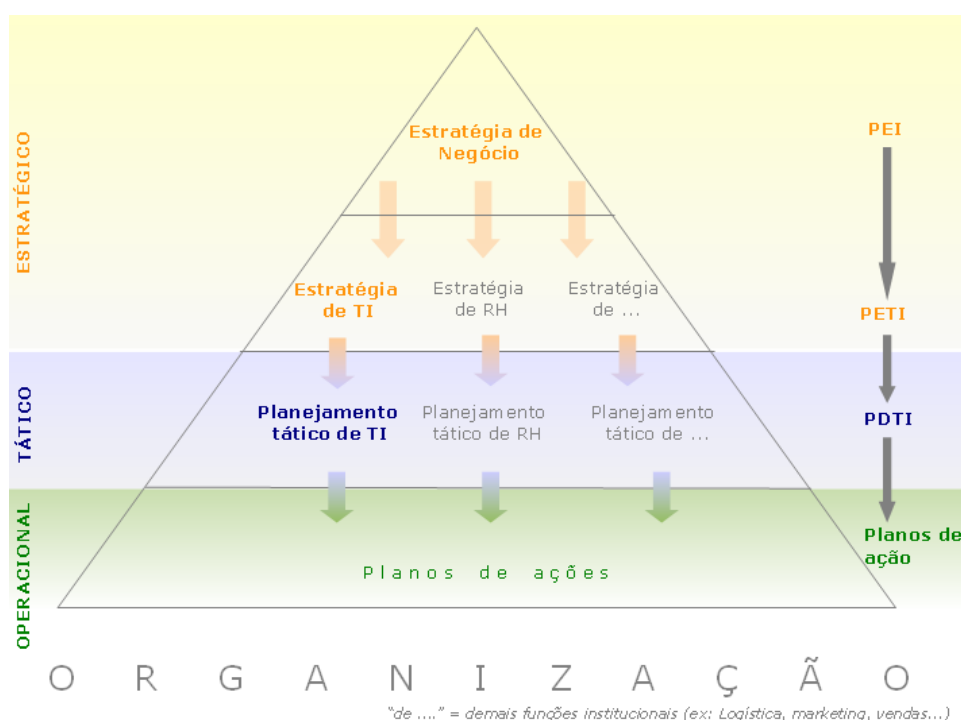 ESTRATÉGICO
Estratégia de
Negócio
PEI
Estratégia
de TI
Estratégia
de RH
Estratégia
de ...
PETI
TÁTICO
Planejamento
tático de TI
Planejamento
tático de RH
Planejamento
tático de ...
PDTI
OPERACIONAL
Planos de ações
Planos de
ação
O R G A N I Z A Ç Ã O
"de ...." = demais funções institucionais (ex: Logística, marketing, vendas...)